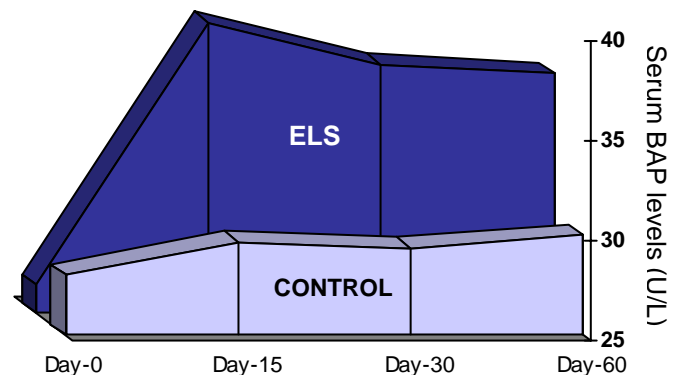 40
35
30
25
Serum BAP levels (U/L)
ELS
CONTROL
Day-0
Day-15
Day-30
Day-60